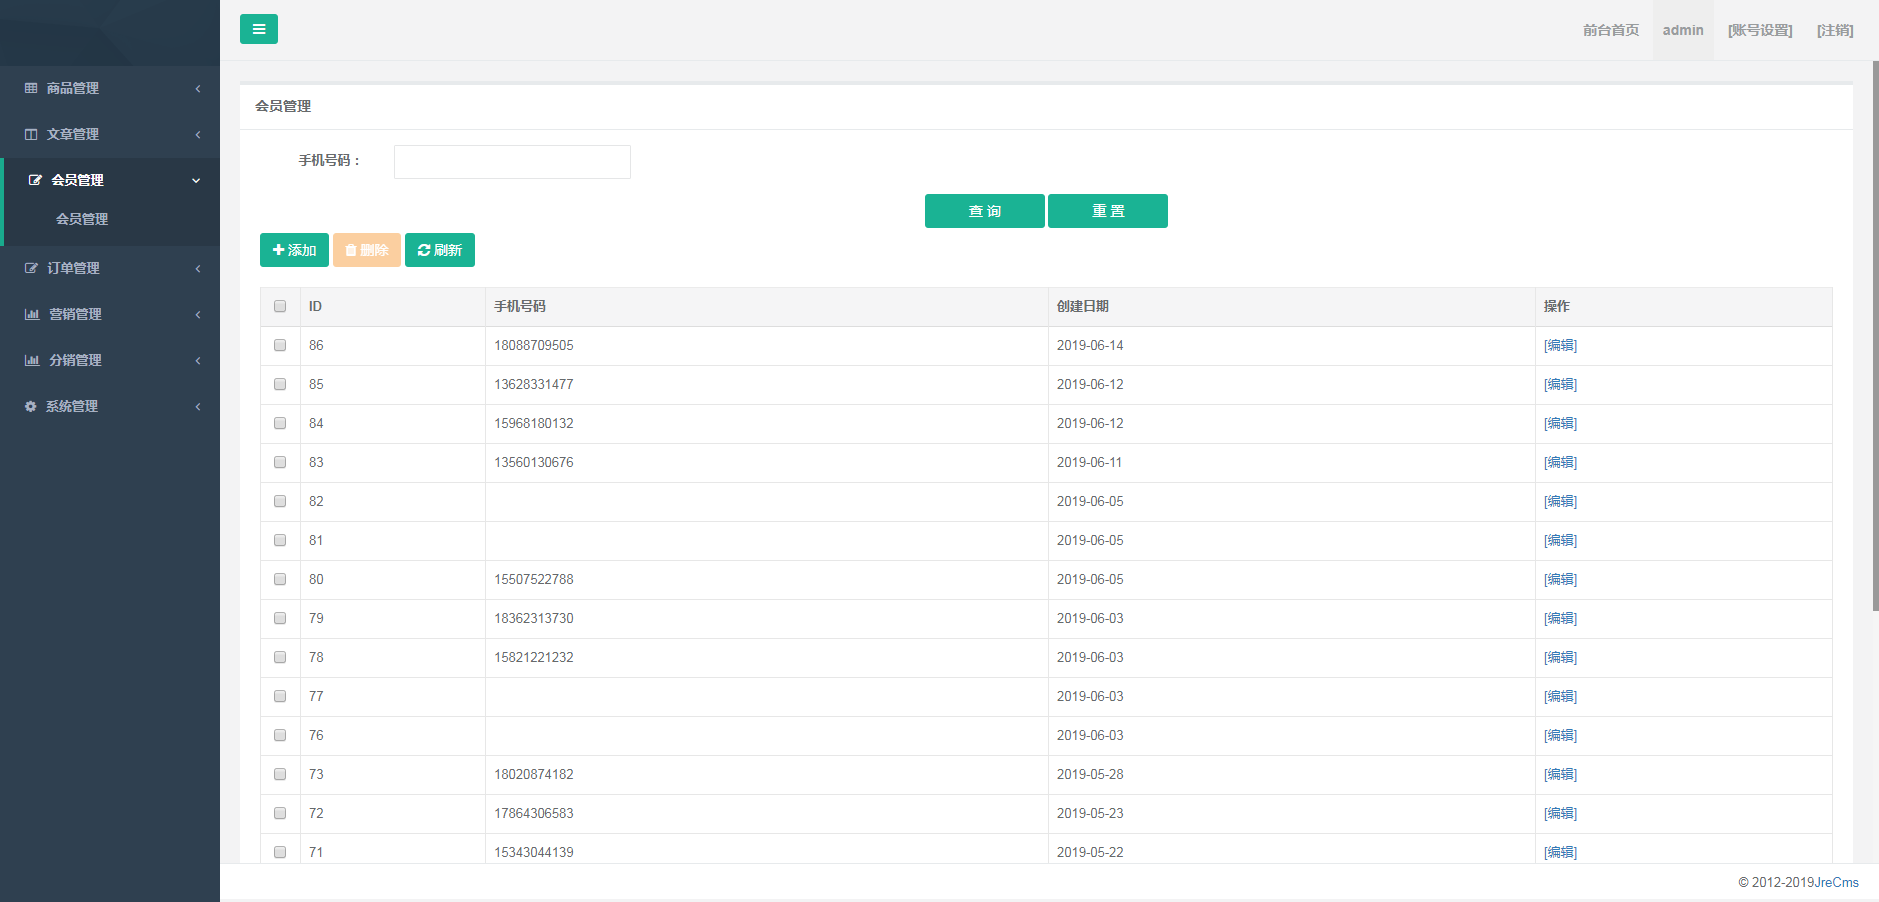 前台首页 admin [账号设置] [注销]
商品管理
文章管理
会员管理
会员管理
订单管理
营销管理
分销管理
系统管理
会员管理
手机号码：
查 询 重 置
添加 删除 刷新
ID 手机号码 创建日期 操作
86 18088709505 2019-06-14 [编辑]
85 13628331477 2019-06-12 [编辑]
84 15968180132 2019-06-12 [编辑]
83 13560130676 2019-06-11 [编辑]
82 2019-06-05 [编辑]
81 2019-06-05 [编辑]
80 15507522788 2019-06-05 [编辑]
79 18362313730 2019-06-03 [编辑]
78 15821221232 2019-06-03 [编辑]
77 2019-06-03 [编辑]
76 2019-06-03 [编辑]
73 18020874182 2019-05-28 [编辑]
72 17864306583 2019-05-23 [编辑]
71 15343044139 2019-05-22 [编辑]
© 2012-2019JreCms